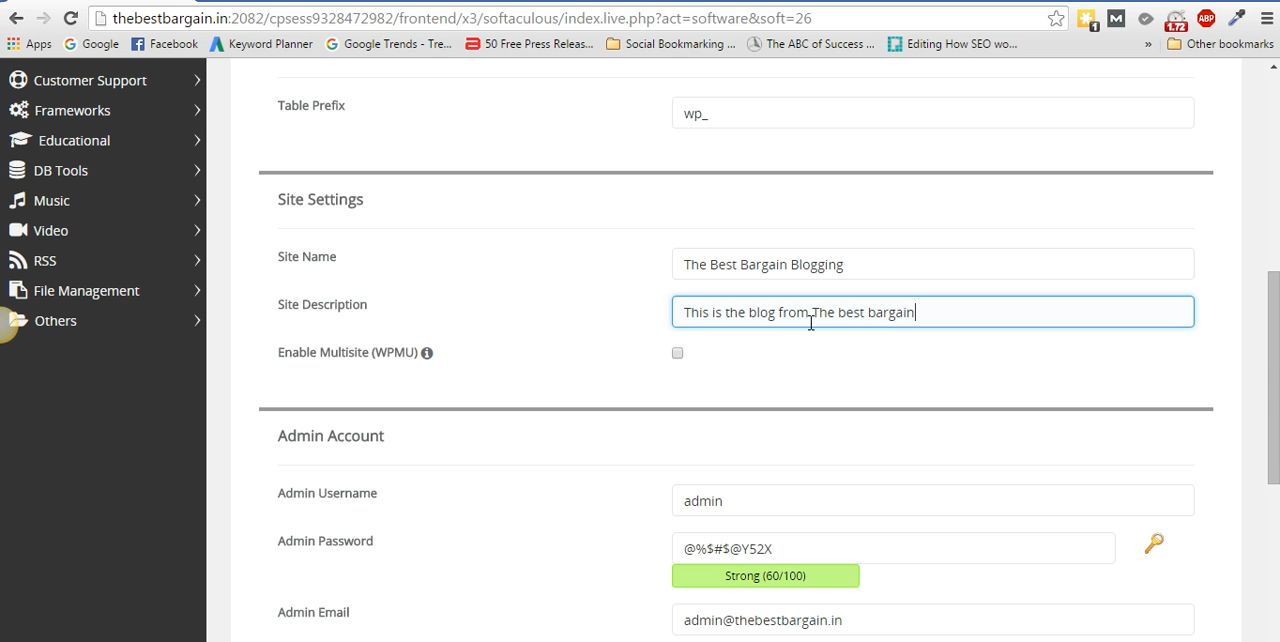 thebestbargain.in:2082/cpsess9328472982/frontend/x3/softaculous/index.live.php?act=software&soft=26
1
M
1.72
ABP
Apps Google Facebook Keyword Planner Google Trends - Tre... 50 Free Press Releas... Social Bookmarking ... The ABC of Success ... Editing How SEO wo... » Other bookmarks
Customer Support
Frameworks
Educational
DB Tools
Music
Video
RSS
File Management
Others
Table Prefix
wp_
Site Settings
Site Name
The Best Bargain Blogging
Site Description
This is the blog from The best bargain
Enable Multisite (WPMU)
Admin Account
Admin Username
admin
Admin Password
@%$#$@Y52X
Strong (60/100)
Admin Email
admin@thebestbargain.in